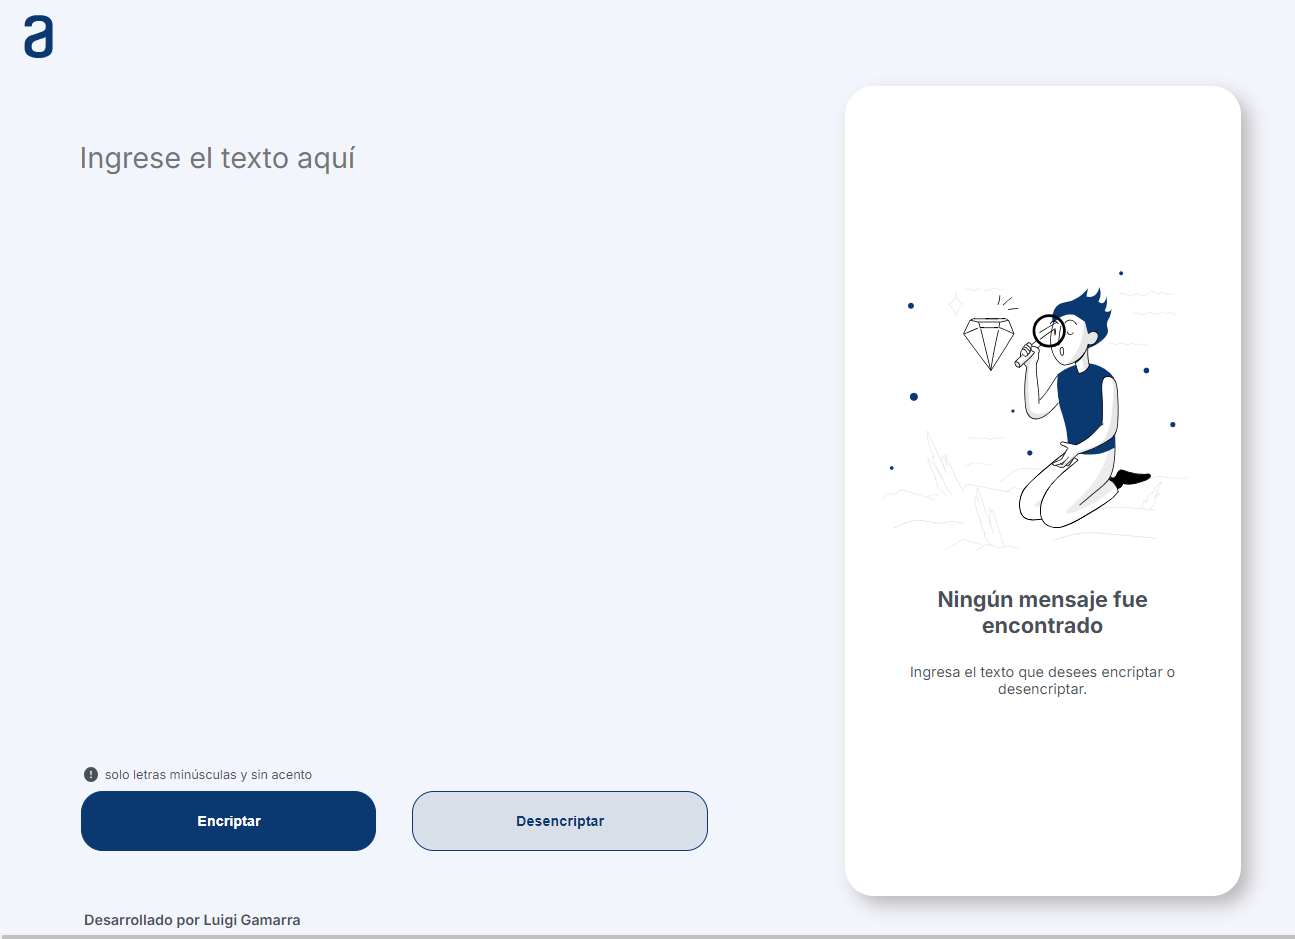 a
Ingrese el texto aquí
Ningún mensaje fue
encontrado
Ingresa el texto que desees encriptar o
desencriptar.
! solo letras minúsculas y sin acento
Encriptar
Desencriptar
Desarrollado por Luigi Gamarra